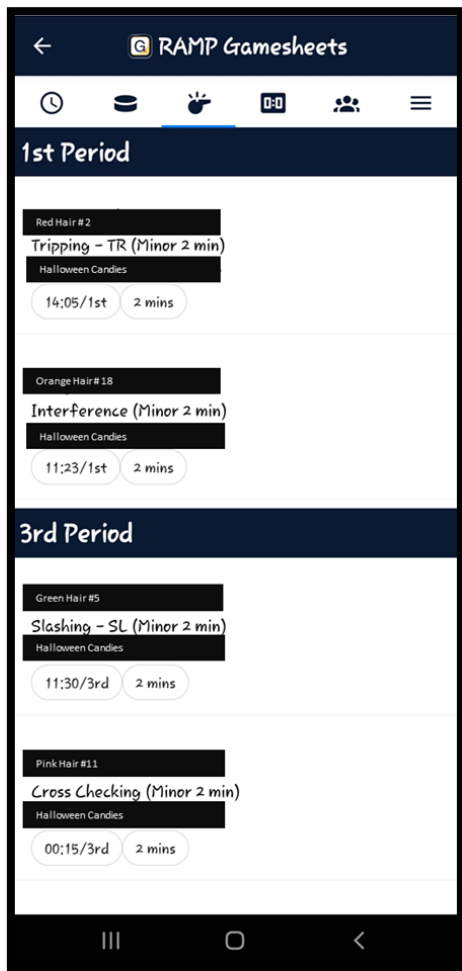 RAMP Gamesheets
0:0
1st Period
Red Hair #2
Tripping - TR (Minor 2 min)
Halloween Candies
14:05/1st 2 mins
Orange Hair# 18
Interference (Minor 2 min)
Halloween Candies
11:23/1st 2 mins
3rd Period
Green Hair #5
Slashing - SL (Minor 2 min)
Halloween Candies
11:30/3rd 2 mins
Pink Hair #11
Cross Checking (Minor 2 min)
Halloween Candies
00:15/3rd 2 mins